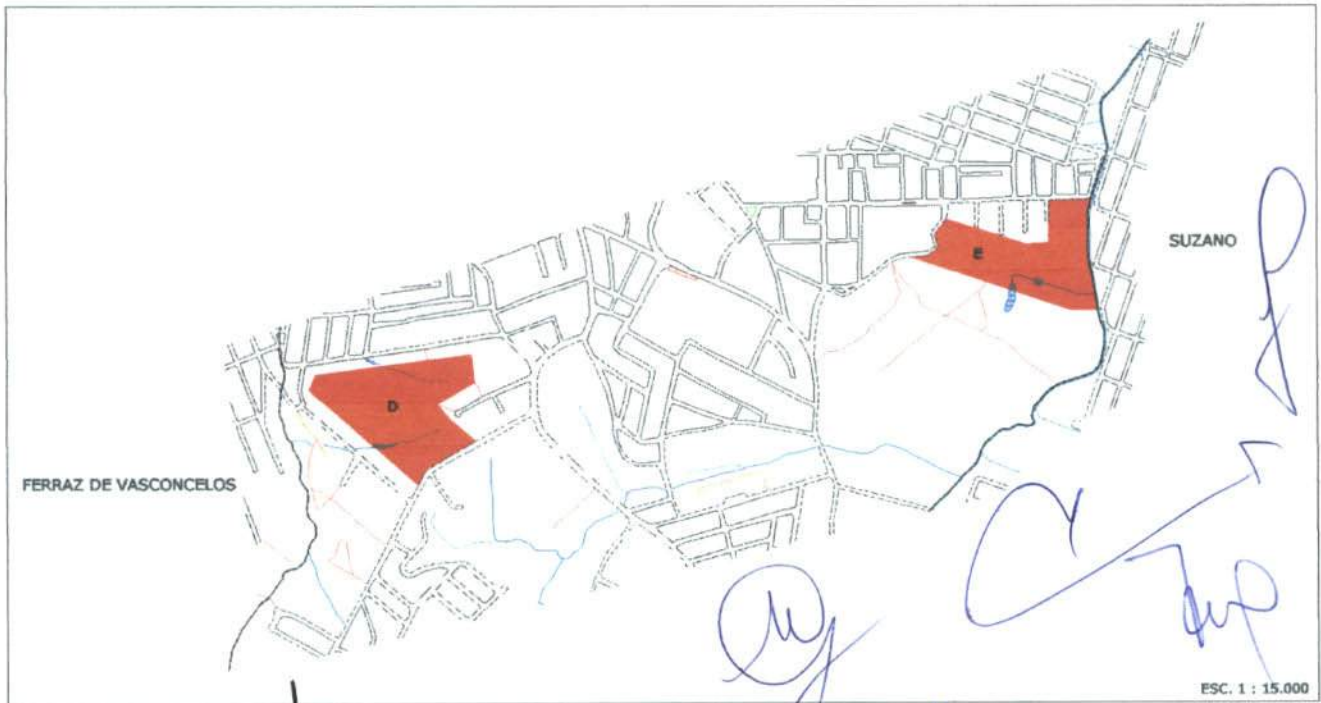 SUZANO
E
D
FERRAZ DE VASCONCELOS
ESC. 1 : 15.000